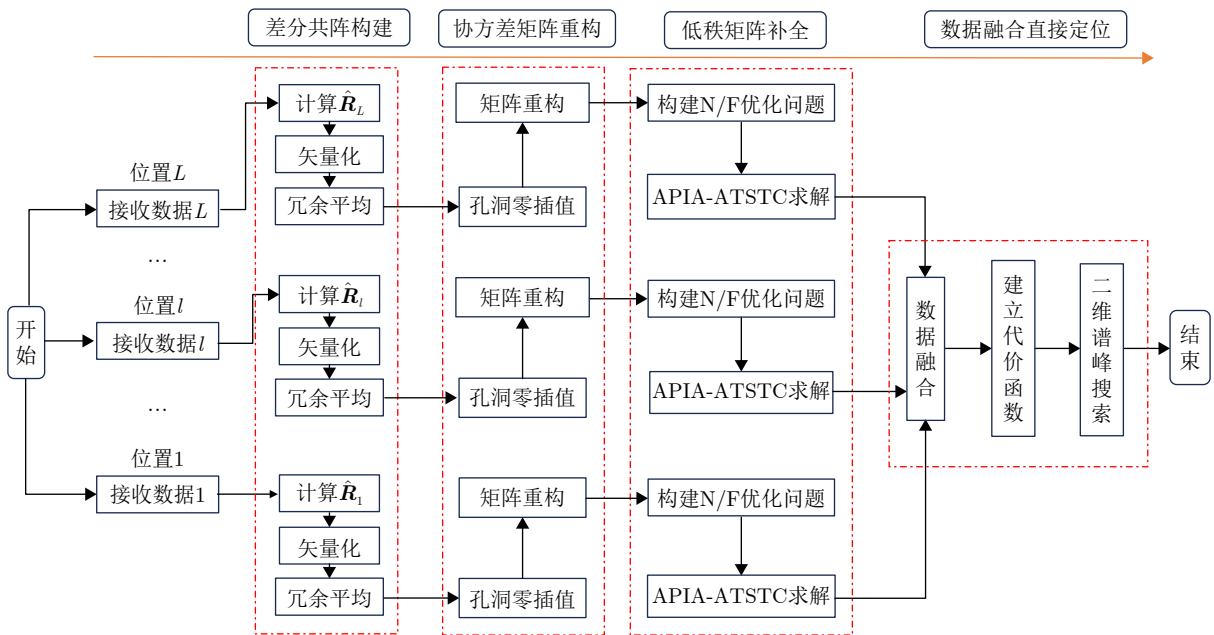 差分共阵构建
协方差矩阵重构
低秩矩阵补全
数据融合直接定位
计算R̂_L
矢量化
冗余平均
矩阵重构
孔洞零插值
构建N/F优化问题
APIA-ATSTC求解
位置L
接收数据L
…
计算R̂_l
矢量化
冗余平均
矩阵重构
孔洞零插值
构建N/F优化问题
APIA-ATSTC求解
位置l
接收数据l
…
开始
位置1
接收数据1
计算R̂_1
矢量化
冗余平均
矩阵重构
孔洞零插值
构建N/F优化问题
APIA-ATSTC求解
数据融合
建立代价函数
二维谱峰搜索
结束